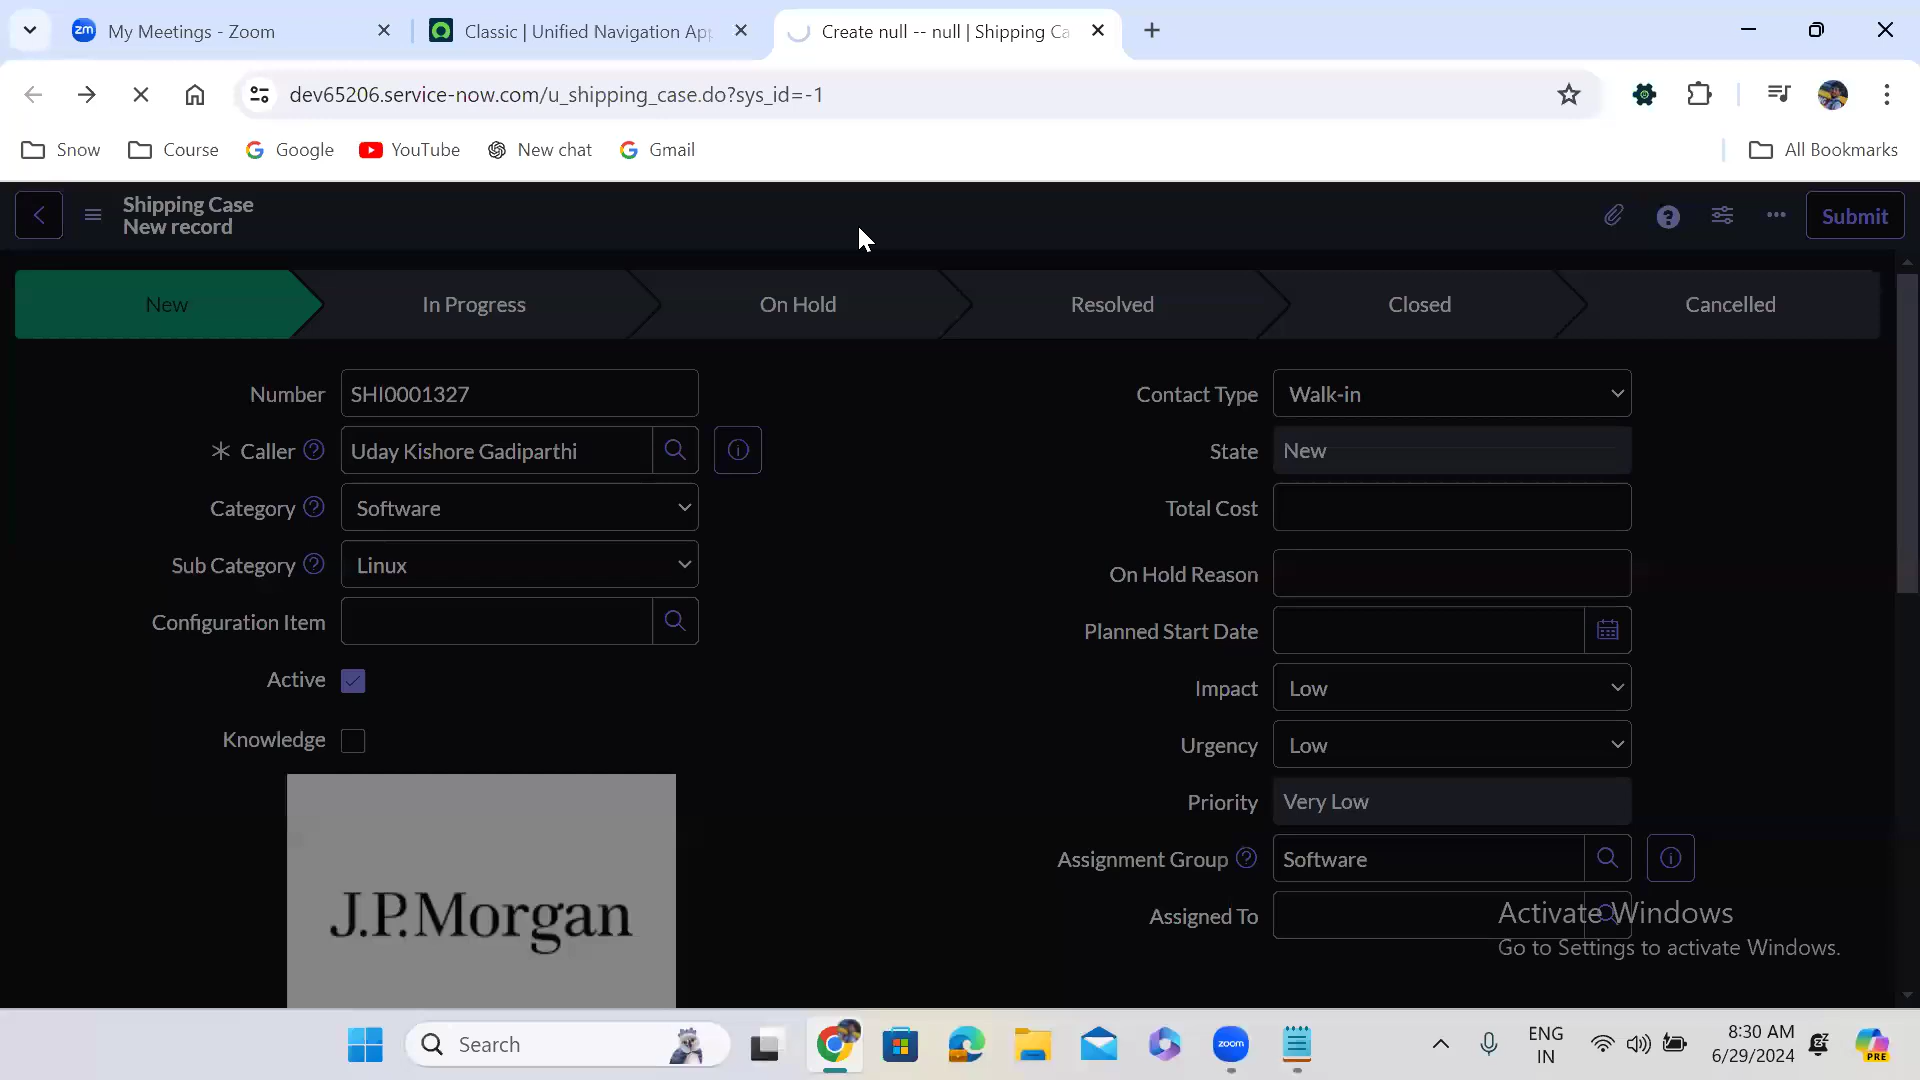 zm My Meetings - Zoom
Classic | Unified Navigation App
Create null -- null | Shipping Ca
dev65206.service-now.com/u_shipping_case.do?sys_id=-1
Snow
Course
Google
YouTube
New chat
Gmail
All Bookmarks
Shipping Case
New record
Submit
New
In Progress
On Hold
Resolved
Closed
Cancelled
Number SHI0001327
Caller Uday Kishore Gadiparthi
Category Software
Sub Category Linux
Configuration Item
Active
Knowledge
J.P.Morgan
Contact Type Walk-in
State New
Total Cost
On Hold Reason
Planned Start Date
Impact Low
Urgency Low
Priority Very Low
Assignment Group Software
Assigned To
Activate Windows
Go to Settings to activate Windows.
Search
zoom
ENG
IN
8:30 AM
6/29/2024
PRE